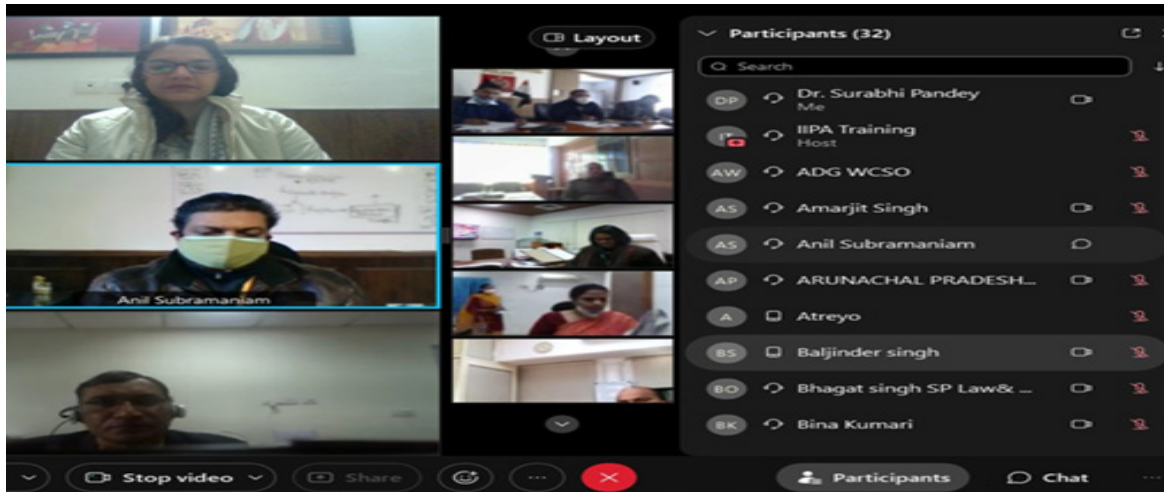 Layout
Participants (32)
Search
DP Dr. Surabhi Pandey
Me
IT IIPA Training
Host
AW ADG WCSO
AS Amarjit Singh
AS Anil Subramaniam
AP ARUNACHAL PRADESH...
A Atreyo
BS Baljinder singh
BO Bhagat singh SP Law& ...
BK Bina Kumari
Anil Subramaniam
Stop video
Share
Participants
Chat